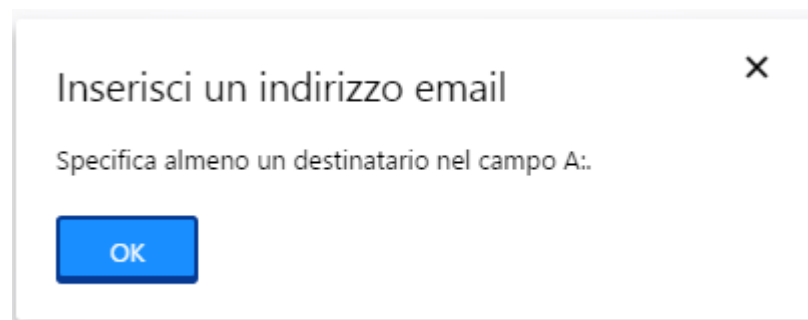 Inserisci un indirizzo email
Specifica almeno un destinatario nel campo A:.
OK